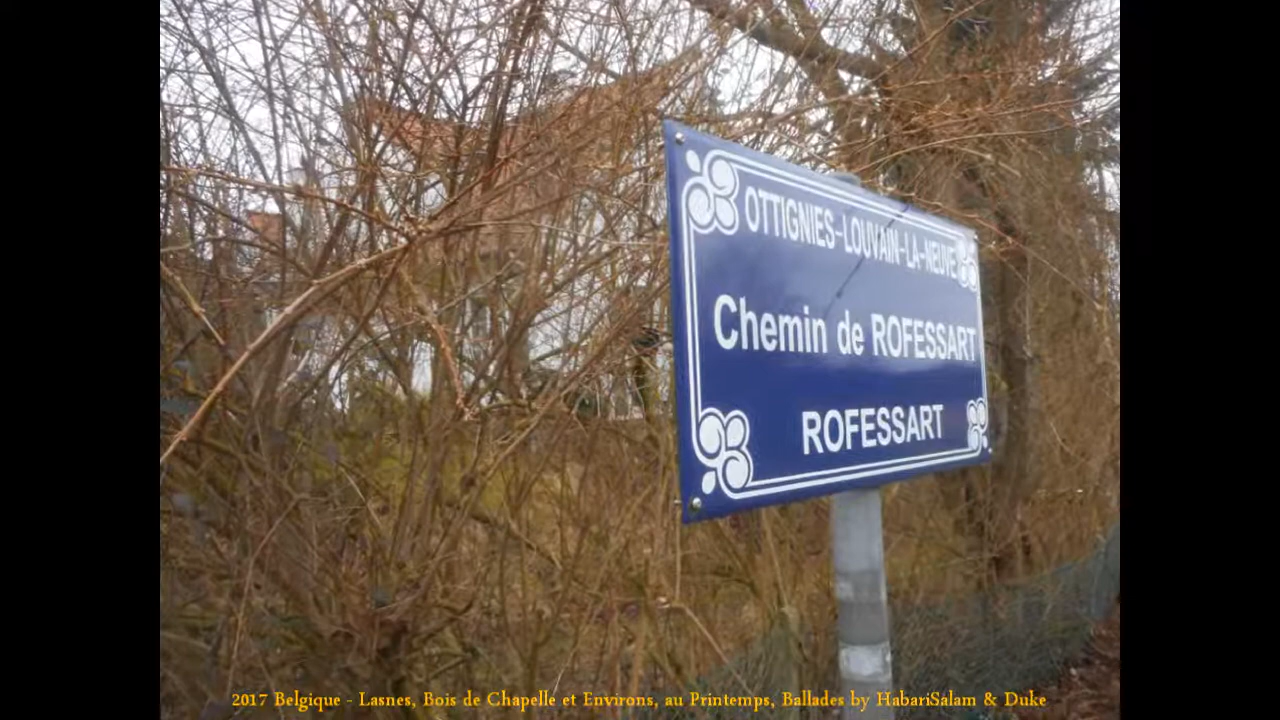 OTTIGNIES-LOUVAIN-LA-NEUVE
Chemin de ROFESSART
ROFESSART
2017 Belgique - Lasnes, Bois de Chapelle et Environs, au Printemps, Ballades by HabariSalam & Duke